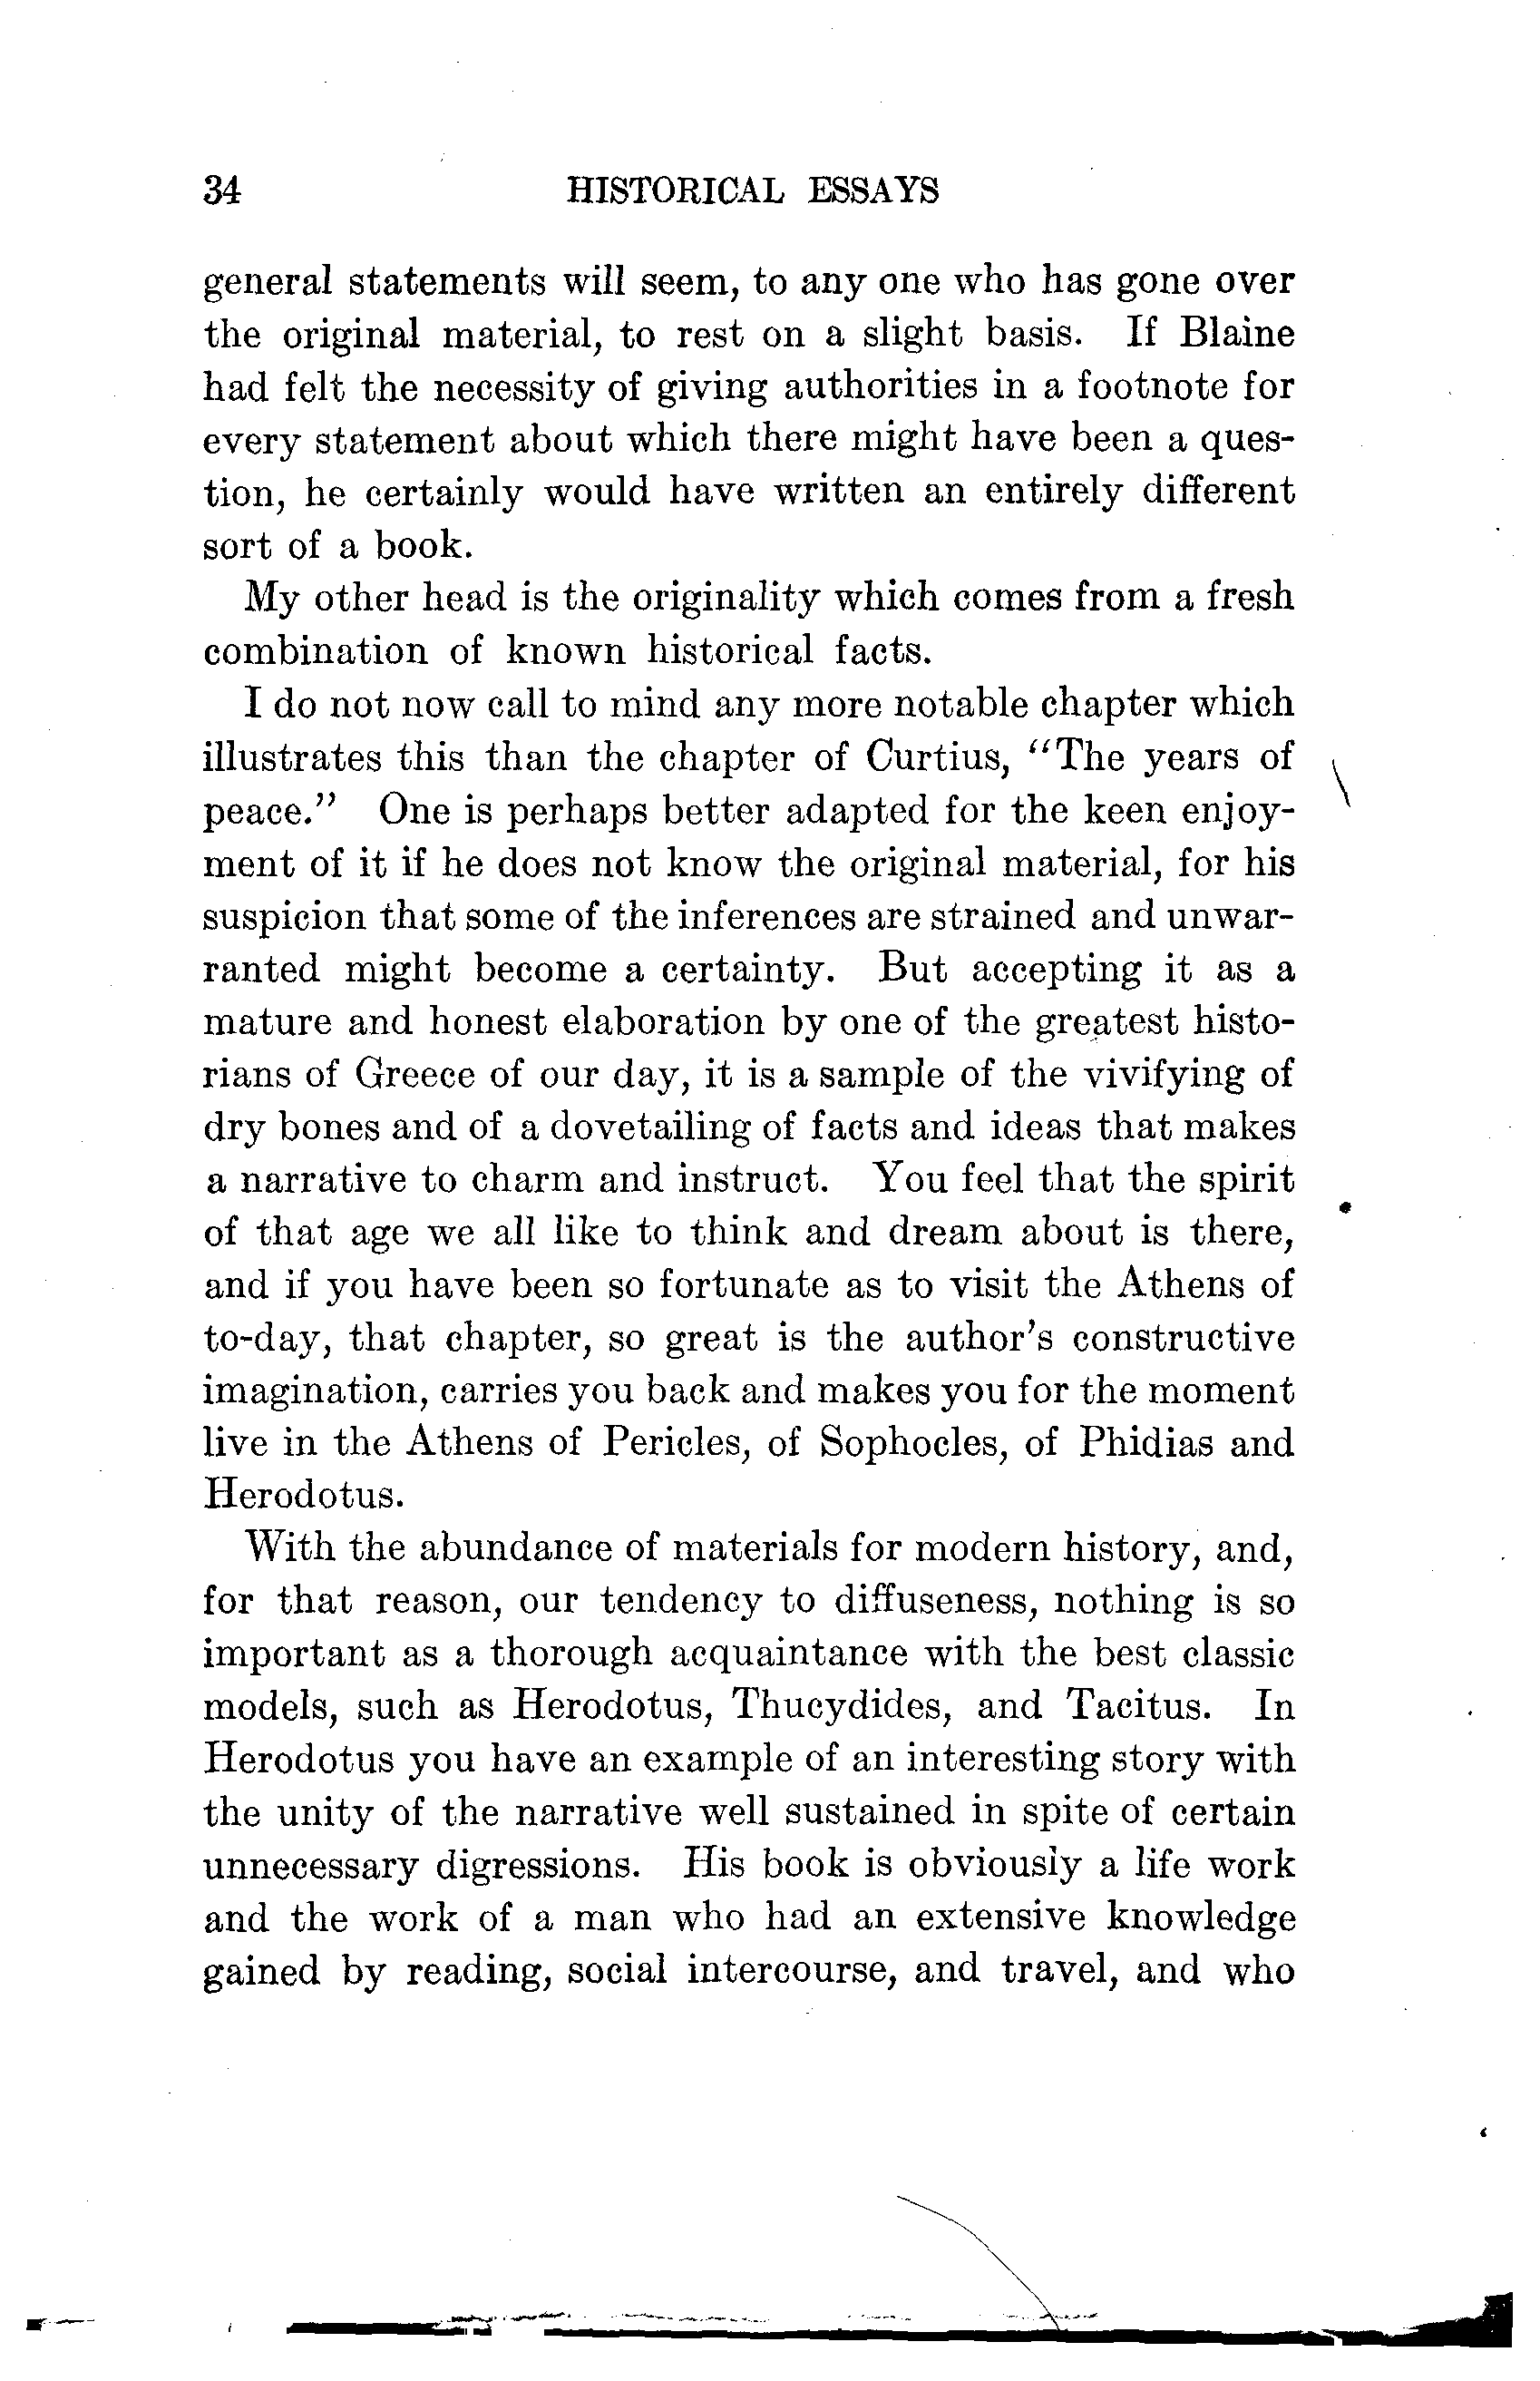 34 HISTORICAL ESSAYS
general statements will seem, to any one who has gone over
the original material, to rest on a slight basis. If Blaine
had felt the necessity of giving authorities in a footnote for
every statement about which there might have been a ques-
tion, he certainly would have written an entirely different
sort of a book.
My other head is the originality which comes from a fresh
combination of known historical facts.
I do not now call to mind any more notable chapter which
illustrates this than the chapter of Curtius, “The years of
peace.” One is perhaps better adapted for the keen enjoy-
ment of it if he does not know the original material, for his
suspicion that some of the inferences are strained and unwar-
ranted might become a certainty. But accepting it as a
mature and honest elaboration by one of the greatest histo-
rians of Greece of our day, it is a sample of the vivifying of
dry bones and of a dovetailing of facts and ideas that makes
a narrative to charm and instruct. You feel that the spirit
of that age we all like to think and dream about is there,
and if you have been so fortunate as to visit the Athens of
to-day, that chapter, so great is the author’s constructive
imagination, carries you back and makes you for the moment
live in the Athens of Pericles, of Sophocles, of Phidias and
Herodotus.
With the abundance of materials for modern history, and,
for that reason, our tendency to diffuseness, nothing is so
important as a thorough acquaintance with the best classic
models, such as Herodotus, Thucydides, and Tacitus. In
Herodotus you have an example of an interesting story with
the unity of the narrative well sustained in spite of certain
unnecessary digressions. His book is obviously a life work
and the work of a man who had an extensive knowledge
gained by reading, social intercourse, and travel, and who